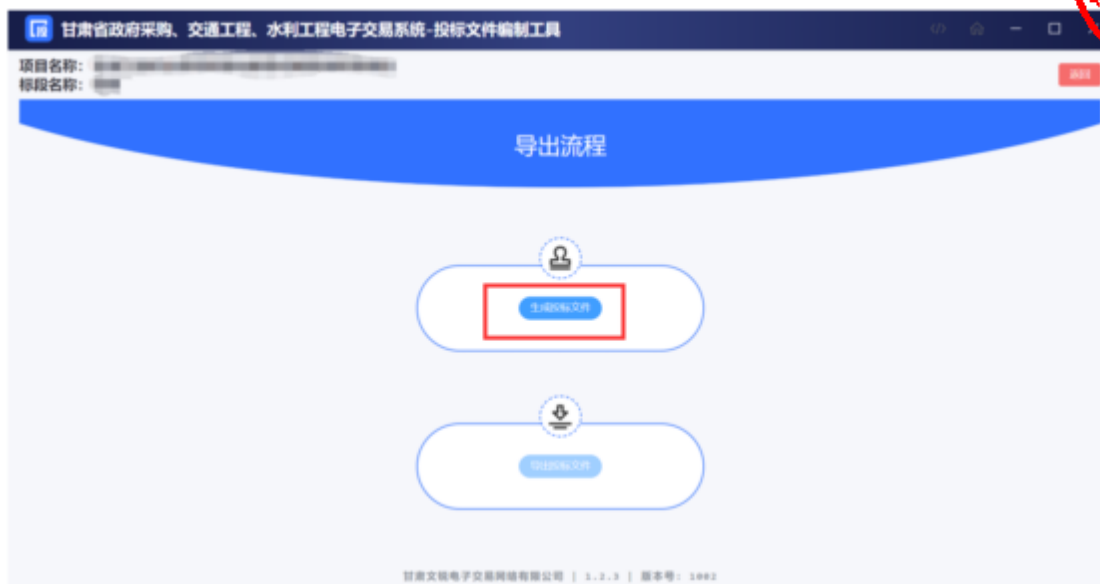 甘肃省政府采购、交通工程、水利工程电子交易系统-投标文件编制工具
项目名称：
标段名称：
返回
导出流程
生成投标文件
导出投标文件
甘肃文锐电子交易网络有限公司 | 1.2.3 | 版本号: 1002